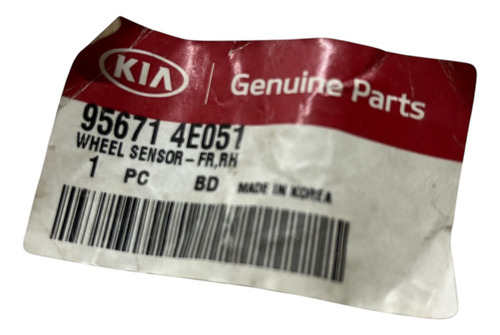 KIA Genuine Parts
95671 4E051
WHEEL SENSOR-FR,RH
1 PC BD MADE IN KOREA